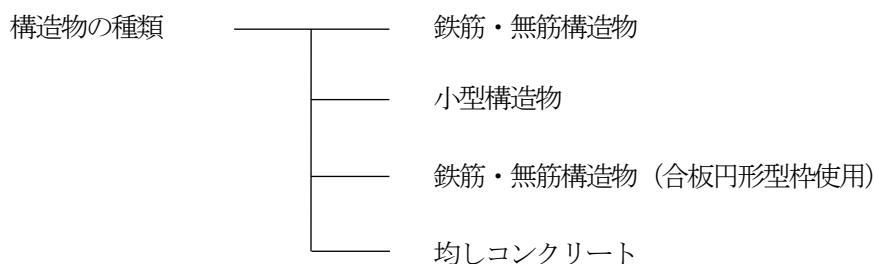 構造物の種類
鉄筋・無筋構造物
小型構造物
鉄筋・無筋構造物（合板円形型枠使用）
均しコンクリート